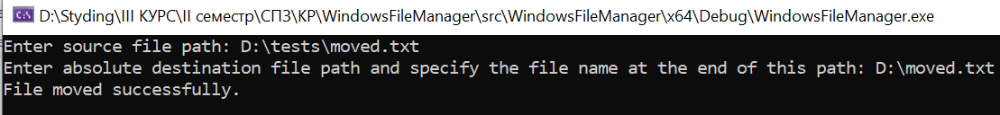 D:\Styding\III КУРС\II семестр\СПЗ\КР\WindowsFileManager\src\WindowsFileManager\x64\Debug\WindowsFileManager.exe
Enter source file path: D:\tests\moved.txt
Enter absolute destination file path and specify the file name at the end of this path: D:\moved.txt
File moved successfully.